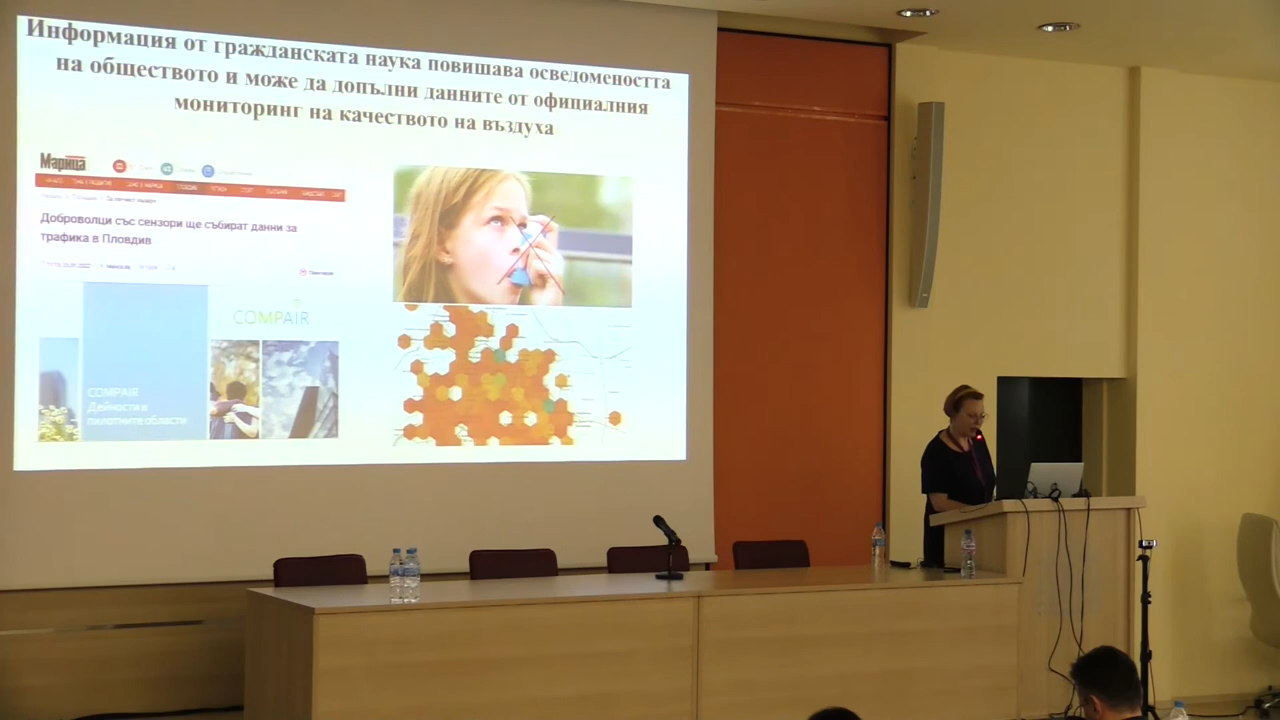 Информация от гражданската наука повишава осведомеността
на обществото и може да допълни данните от официалния
мониторинг на качеството на въздуха
Марица
Доброволци със сензори ще събират данни за
трафика в Пловдив
COMPAIR
COMPAIR
Дейности в
пилотните области